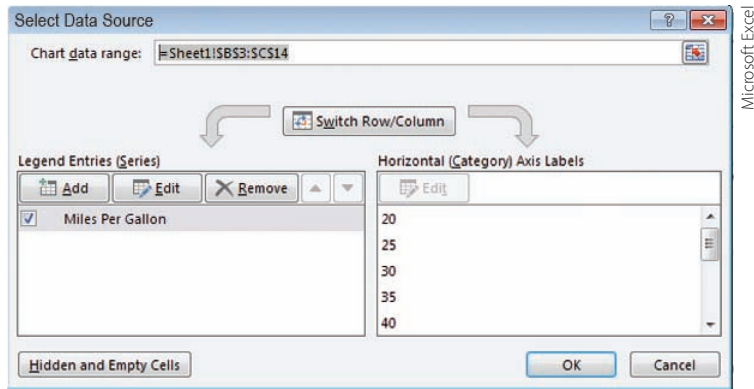 Select Data Source
Chart data range: =Sheet1!$B$3:$C$14
Switch Row/Column
Legend Entries (Series)
Add Edit Remove
Miles Per Gallon
Horizontal (Category) Axis Labels
Edit
20
25
30
35
40
Hidden and Empty Cells
OK Cancel
Microsoft Excel